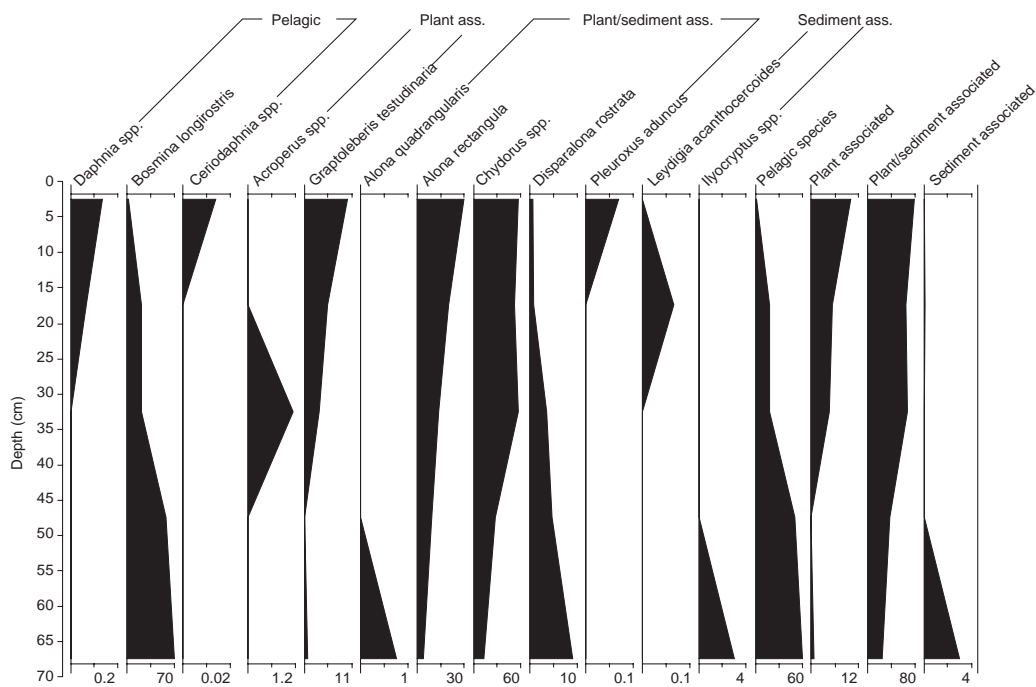 Pelagic Plant ass. Plant/sediment ass. Sediment ass.
Daphnia spp.
Bosmina longirostris
Ceriodaphnia spp.
Acroperus spp.
Graptoleberis testudinaria
Alona quadrangularis
Alona rectangula
Chydorus spp.
Disparalona rostrata
Pleuroxus aduncus
Leydigia acanthocercoides
Ilyocryptus spp.
Pelagic species
Plant associated
Plant/sediment associated
Sediment associated
0
5
10
15
20
25
30
35
40
45
50
55
60
65
70
Depth (cm)
0.2 70 0.02 1.2 11 1 30 60 10 0.1 0.1 4 60 12 80 4